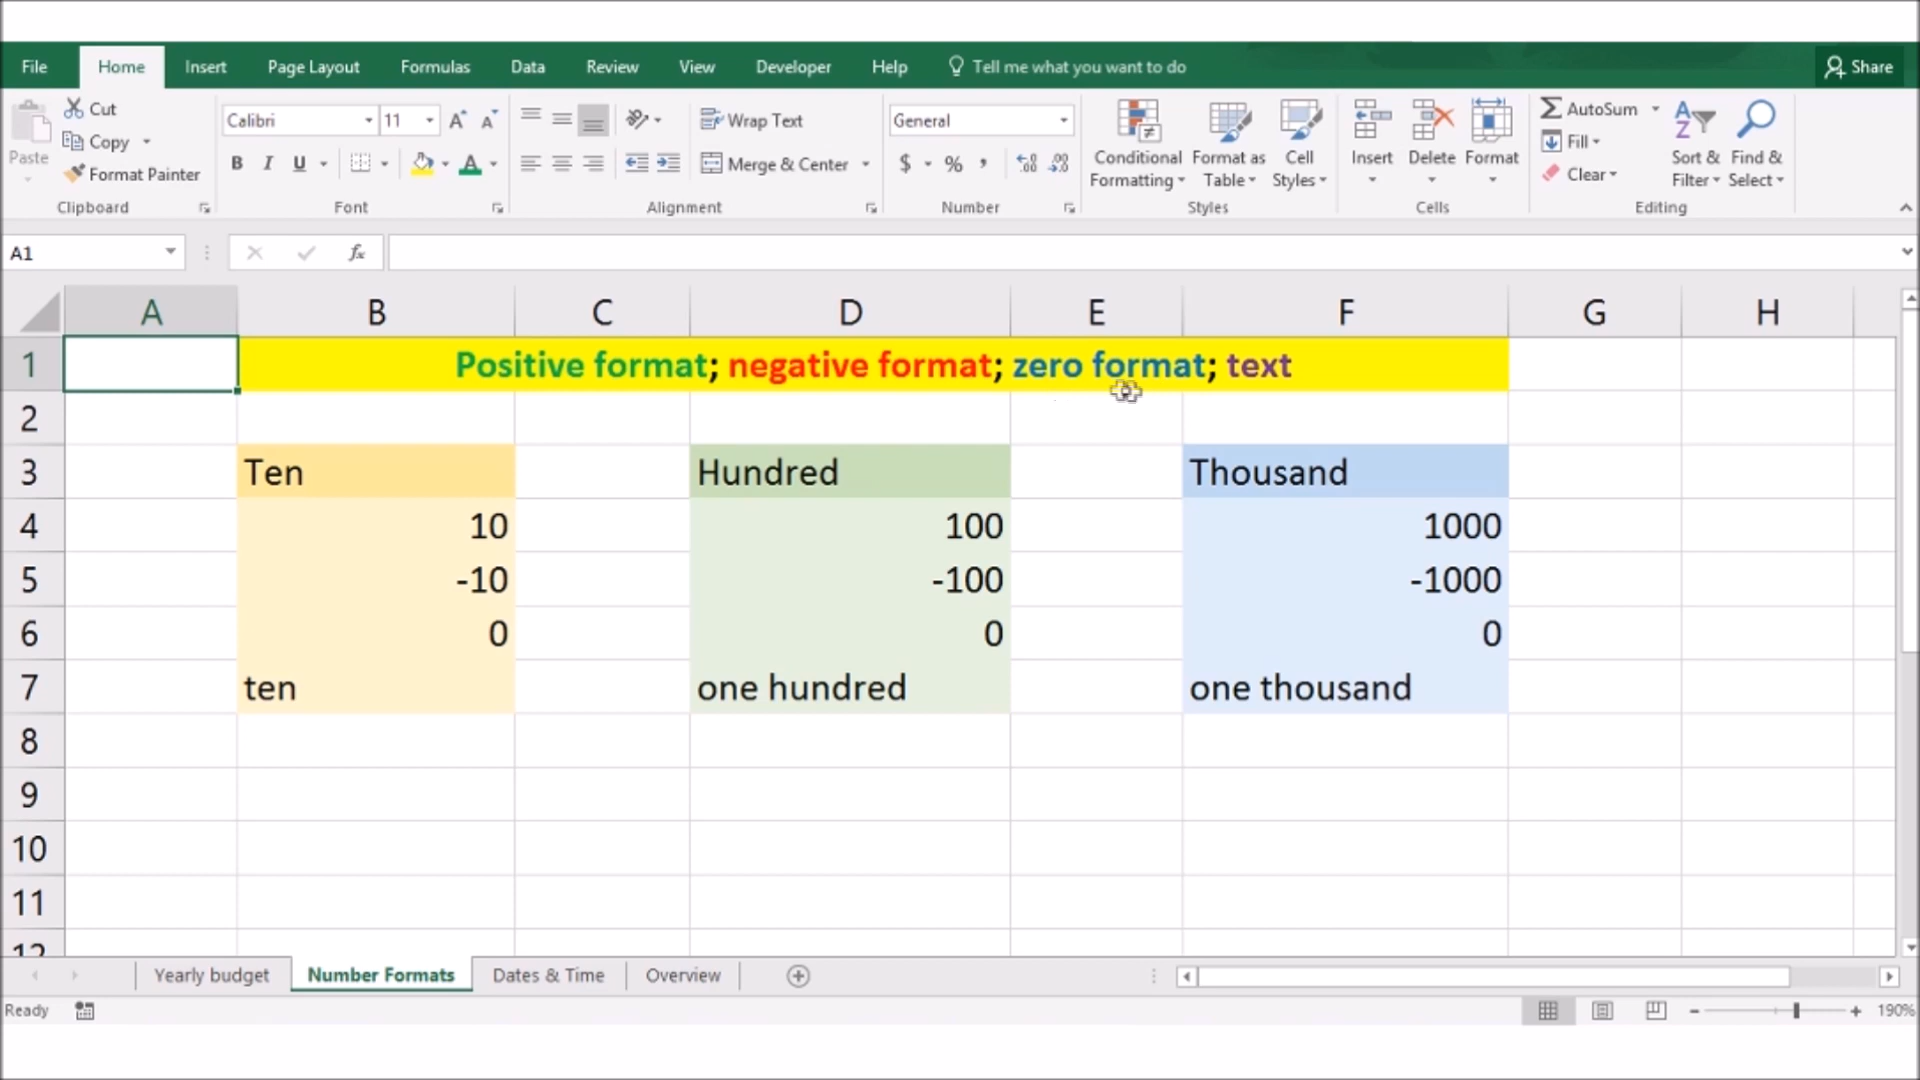 File Home Insert Page Layout Formulas Data Review View Developer Help Tell me what you want to do Share
Cut
Copy
Format Painter
Paste
Clipboard
Calibri 11
B I U A
Font
Wrap Text
Merge & Center
Alignment
General
$ % ,
Number
Conditional Formatting
Format as Table
Cell Styles
Styles
Insert Delete Format
Cells
AutoSum
Fill
Clear
Sort & Filter
Find & Select
Editing
A1 fx
A B C D E F G H
1 Positive format; negative format; zero format; text
2
3 Ten Hundred Thousand
4 10 100 1000
5 -10 -100 -1000
6 0 0 0
7 ten one hundred one thousand
8
9
10
11
12
Yearly budget Number Formats Dates & Time Overview
Ready 190%